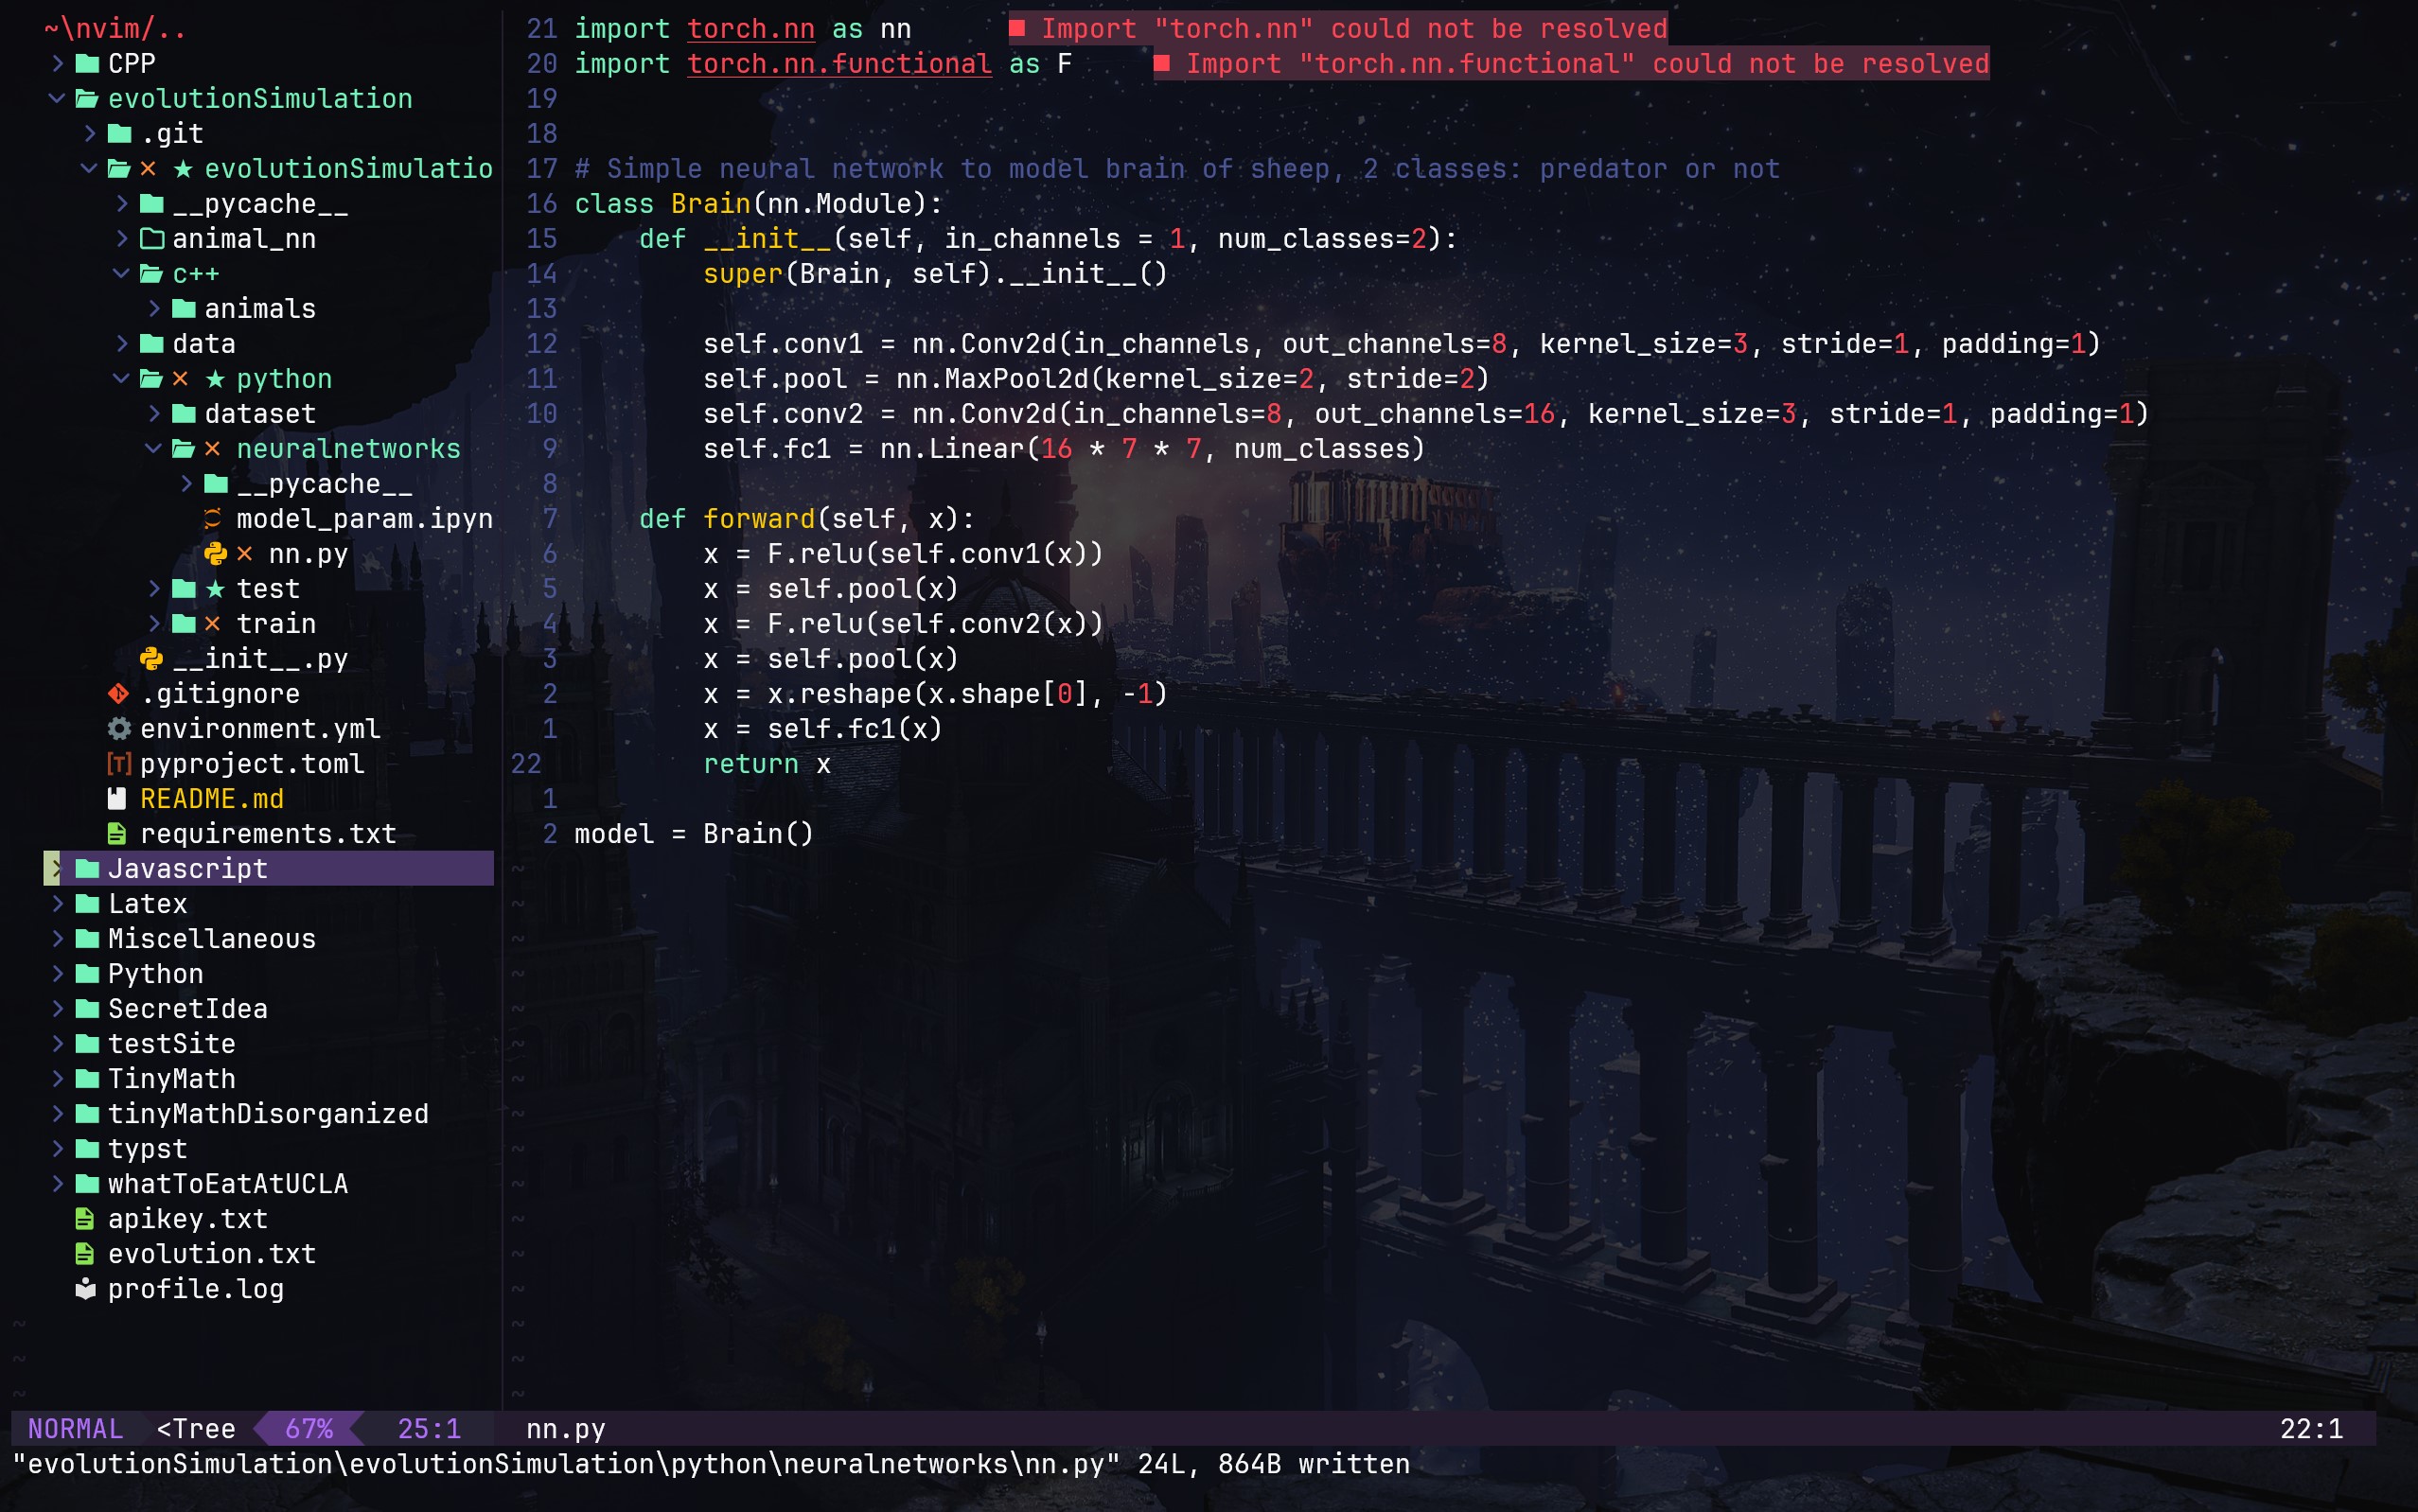 ~\nvim/..
CPP
evolutionSimulation
.git
evolutionSimulatio
__pycache__
animal_nn
c++
animals
data
python
dataset
neuralnetworks
__pycache__
model_param.ipyn
nn.py
test
train
__init__.py
.gitignore
environment.yml
pyproject.toml
README.md
requirements.txt
Javascript
Latex
Miscellaneous
Python
SecretIdea
testSite
TinyMath
tinyMathDisorganized
typst
whatToEatAtUCLA
apikey.txt
evolution.txt
profile.log
21 import torch.nn as nn ■ Import "torch.nn" could not be resolved
20 import torch.nn.functional as F ■ Import "torch.nn.functional" could not be resolved
19
18
17 # Simple neural network to model brain of sheep, 2 classes: predator or not
16 class Brain(nn.Module):
15     def __init__(self, in_channels = 1, num_classes=2):
14         super(Brain, self).__init__()
13
12         self.conv1 = nn.Conv2d(in_channels, out_channels=8, kernel_size=3, stride=1, padding=1)
11         self.pool = nn.MaxPool2d(kernel_size=2, stride=2)
10         self.conv2 = nn.Conv2d(in_channels=8, out_channels=16, kernel_size=3, stride=1, padding=1)
9         self.fc1 = nn.Linear(16 * 7 * 7, num_classes)
8
7     def forward(self, x):
6         x = F.relu(self.conv1(x))
5         x = self.pool(x)
4         x = F.relu(self.conv2(x))
3         x = self.pool(x)
2         x = x.reshape(x.shape[0], -1)
1         x = self.fc1(x)
22         return x
1
2 model = Brain()
NORMAL <Tree 67% 25:1 nn.py 22:1
"evolutionSimulation\evolutionSimulation\python\neuralnetworks\nn.py" 24L, 864B written